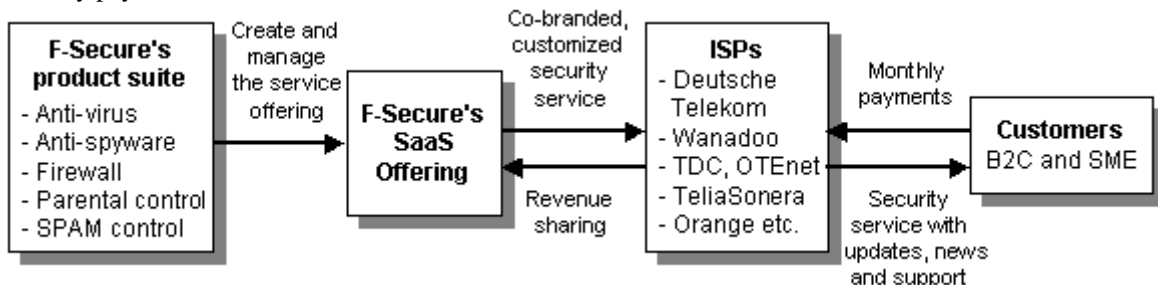 F-Secure's
product suite
- Anti-virus
- Anti-spyware
- Firewall
- Parental control
- SPAM control
Create and
manage
the service
offering
F-Secure's
SaaS
Offering
Co-branded,
customized
security
service
Revenue
sharing
ISPs
- Deutsche
Telekom
- Wanadoo
- TDC, OTEnet
- TeliaSonera
- Orange etc.
Monthly
payments
Security
service with
updates, news
and support
Customers
B2C and SME